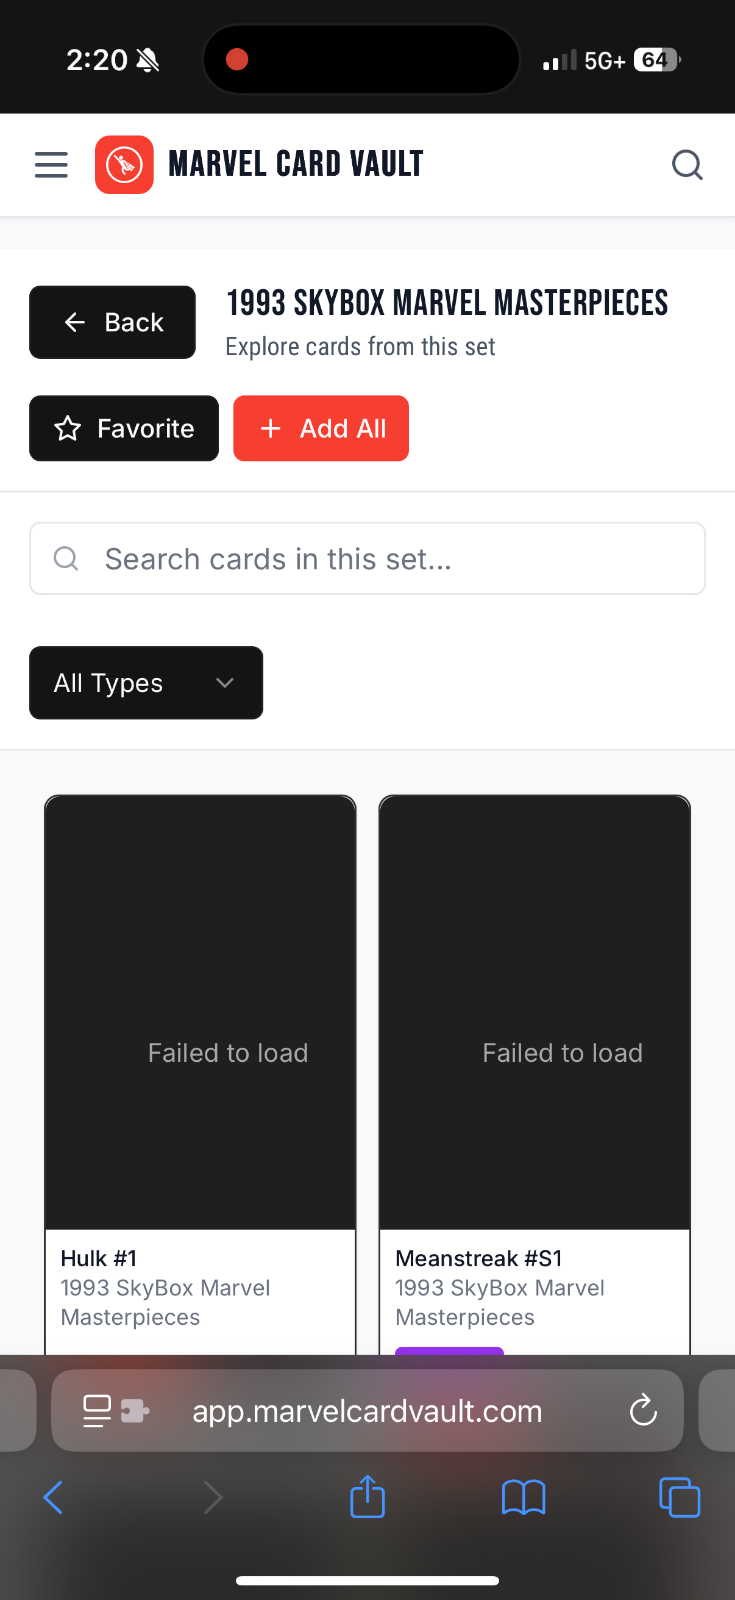 2:20
5G+ 64
MARVEL CARD VAULT
Back
1993 SKYBOX MARVEL MASTERPIECES
Explore cards from this set
Favorite
Add All
Search cards in this set...
All Types
Failed to load
Failed to load
Hulk #1
1993 SkyBox Marvel
Masterpieces
Meanstreak #S1
1993 SkyBox Marvel
Masterpieces
app.marvelcardvault.com